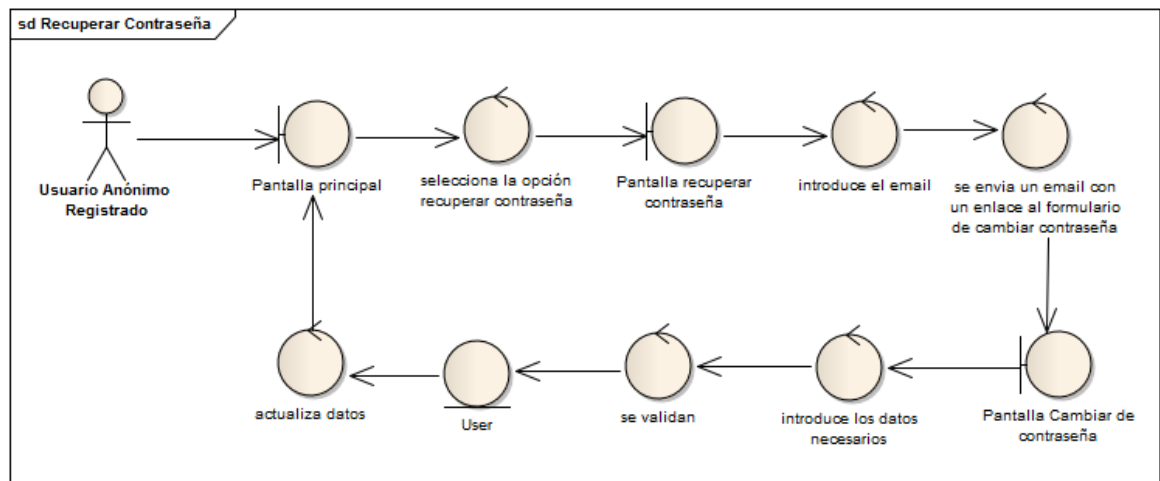 sd Recuperar Contraseña
Usuario Anónimo
Registrado
Pantalla principal
selecciona la opción
recuperar contraseña
Pantalla recuperar
contraseña
introduce el email
se envia un email con
un enlace al formulario
de cambiar contraseña
actualiza datos
User
se validan
introduce los datos
necesarios
Pantalla Cambiar de
contraseña